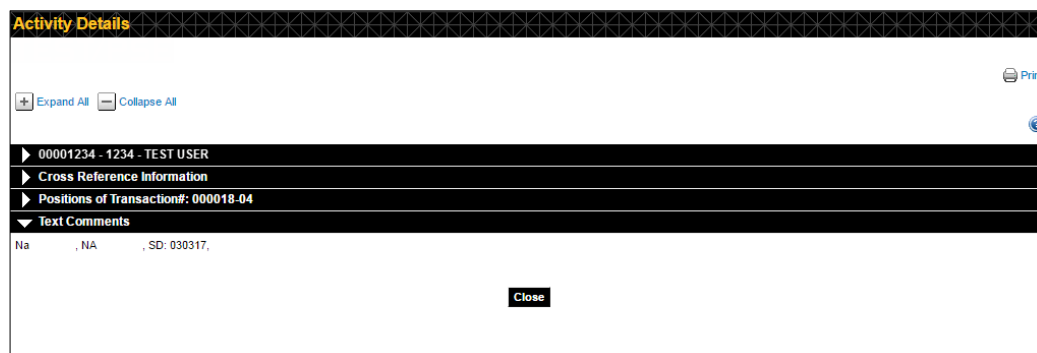 Activity Details
Prin
Expand All Collapse All
00001234 - 1234 - TEST USER
Cross Reference Information
Positions of Transaction#: 000018-04
Text Comments
Na , NA , SD: 030317,
Close